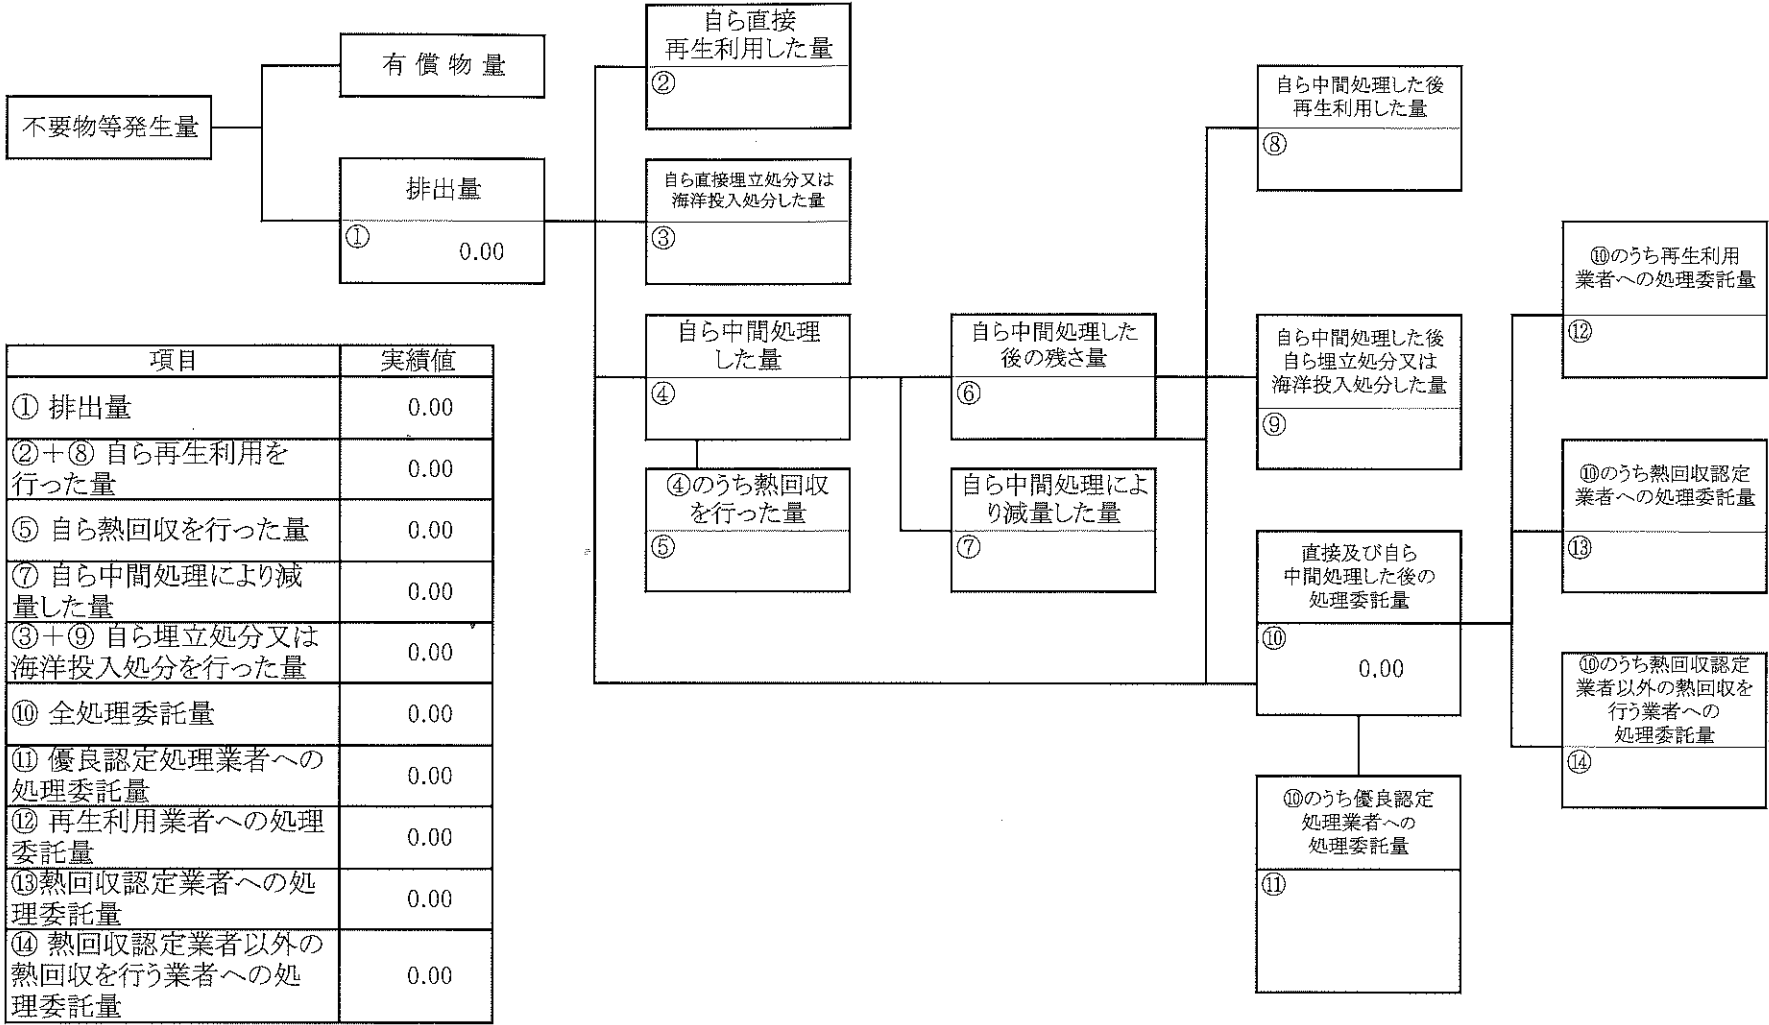 不要物等発生量
有償物量
排出量
①
0.00
自ら直接
再生利用した量
②
自ら直接埋立処分又は
海洋投入処分した量
③
自ら中間処理
した量
④
④のうち熱回収
を行った量
⑤
自ら中間処理した
後の残さ量
⑥
自ら中間処理によ
り減量した量
⑦
自ら中間処理した後
再生利用した量
⑧
自ら中間処理した後
自ら埋立処分又は
海洋投入処分した量
⑨
直接及び自ら
中間処理した後の
処理委託量
⑩
0.00
⑩のうち優良認定
処理業者への
処理委託量
⑪
⑩のうち再生利用
業者への処理委託量
⑫
⑩のうち熱回収認定
業者への処理委託量
⑬
⑩のうち熱回収認定
業者以外の熱回収を
行う業者への
処理委託量
⑭
項目 実績値
① 排出量 0.00
②+⑧ 自ら再生利用を
行った量 0.00
⑤ 自ら熱回収を行った量 0.00
⑦ 自ら中間処理により減
量した量 0.00
③+⑨ 自ら埋立処分又は
海洋投入処分を行った量 0.00
⑩ 全処理委託量 0.00
⑪ 優良認定処理業者への
処理委託量 0.00
⑫ 再生利用業者への処理
委託量 0.00
⑬熱回収認定業者への処
理委託量 0.00
⑭ 熱回収認定業者以外の
熱回収を行う業者への処
理委託量 0.00